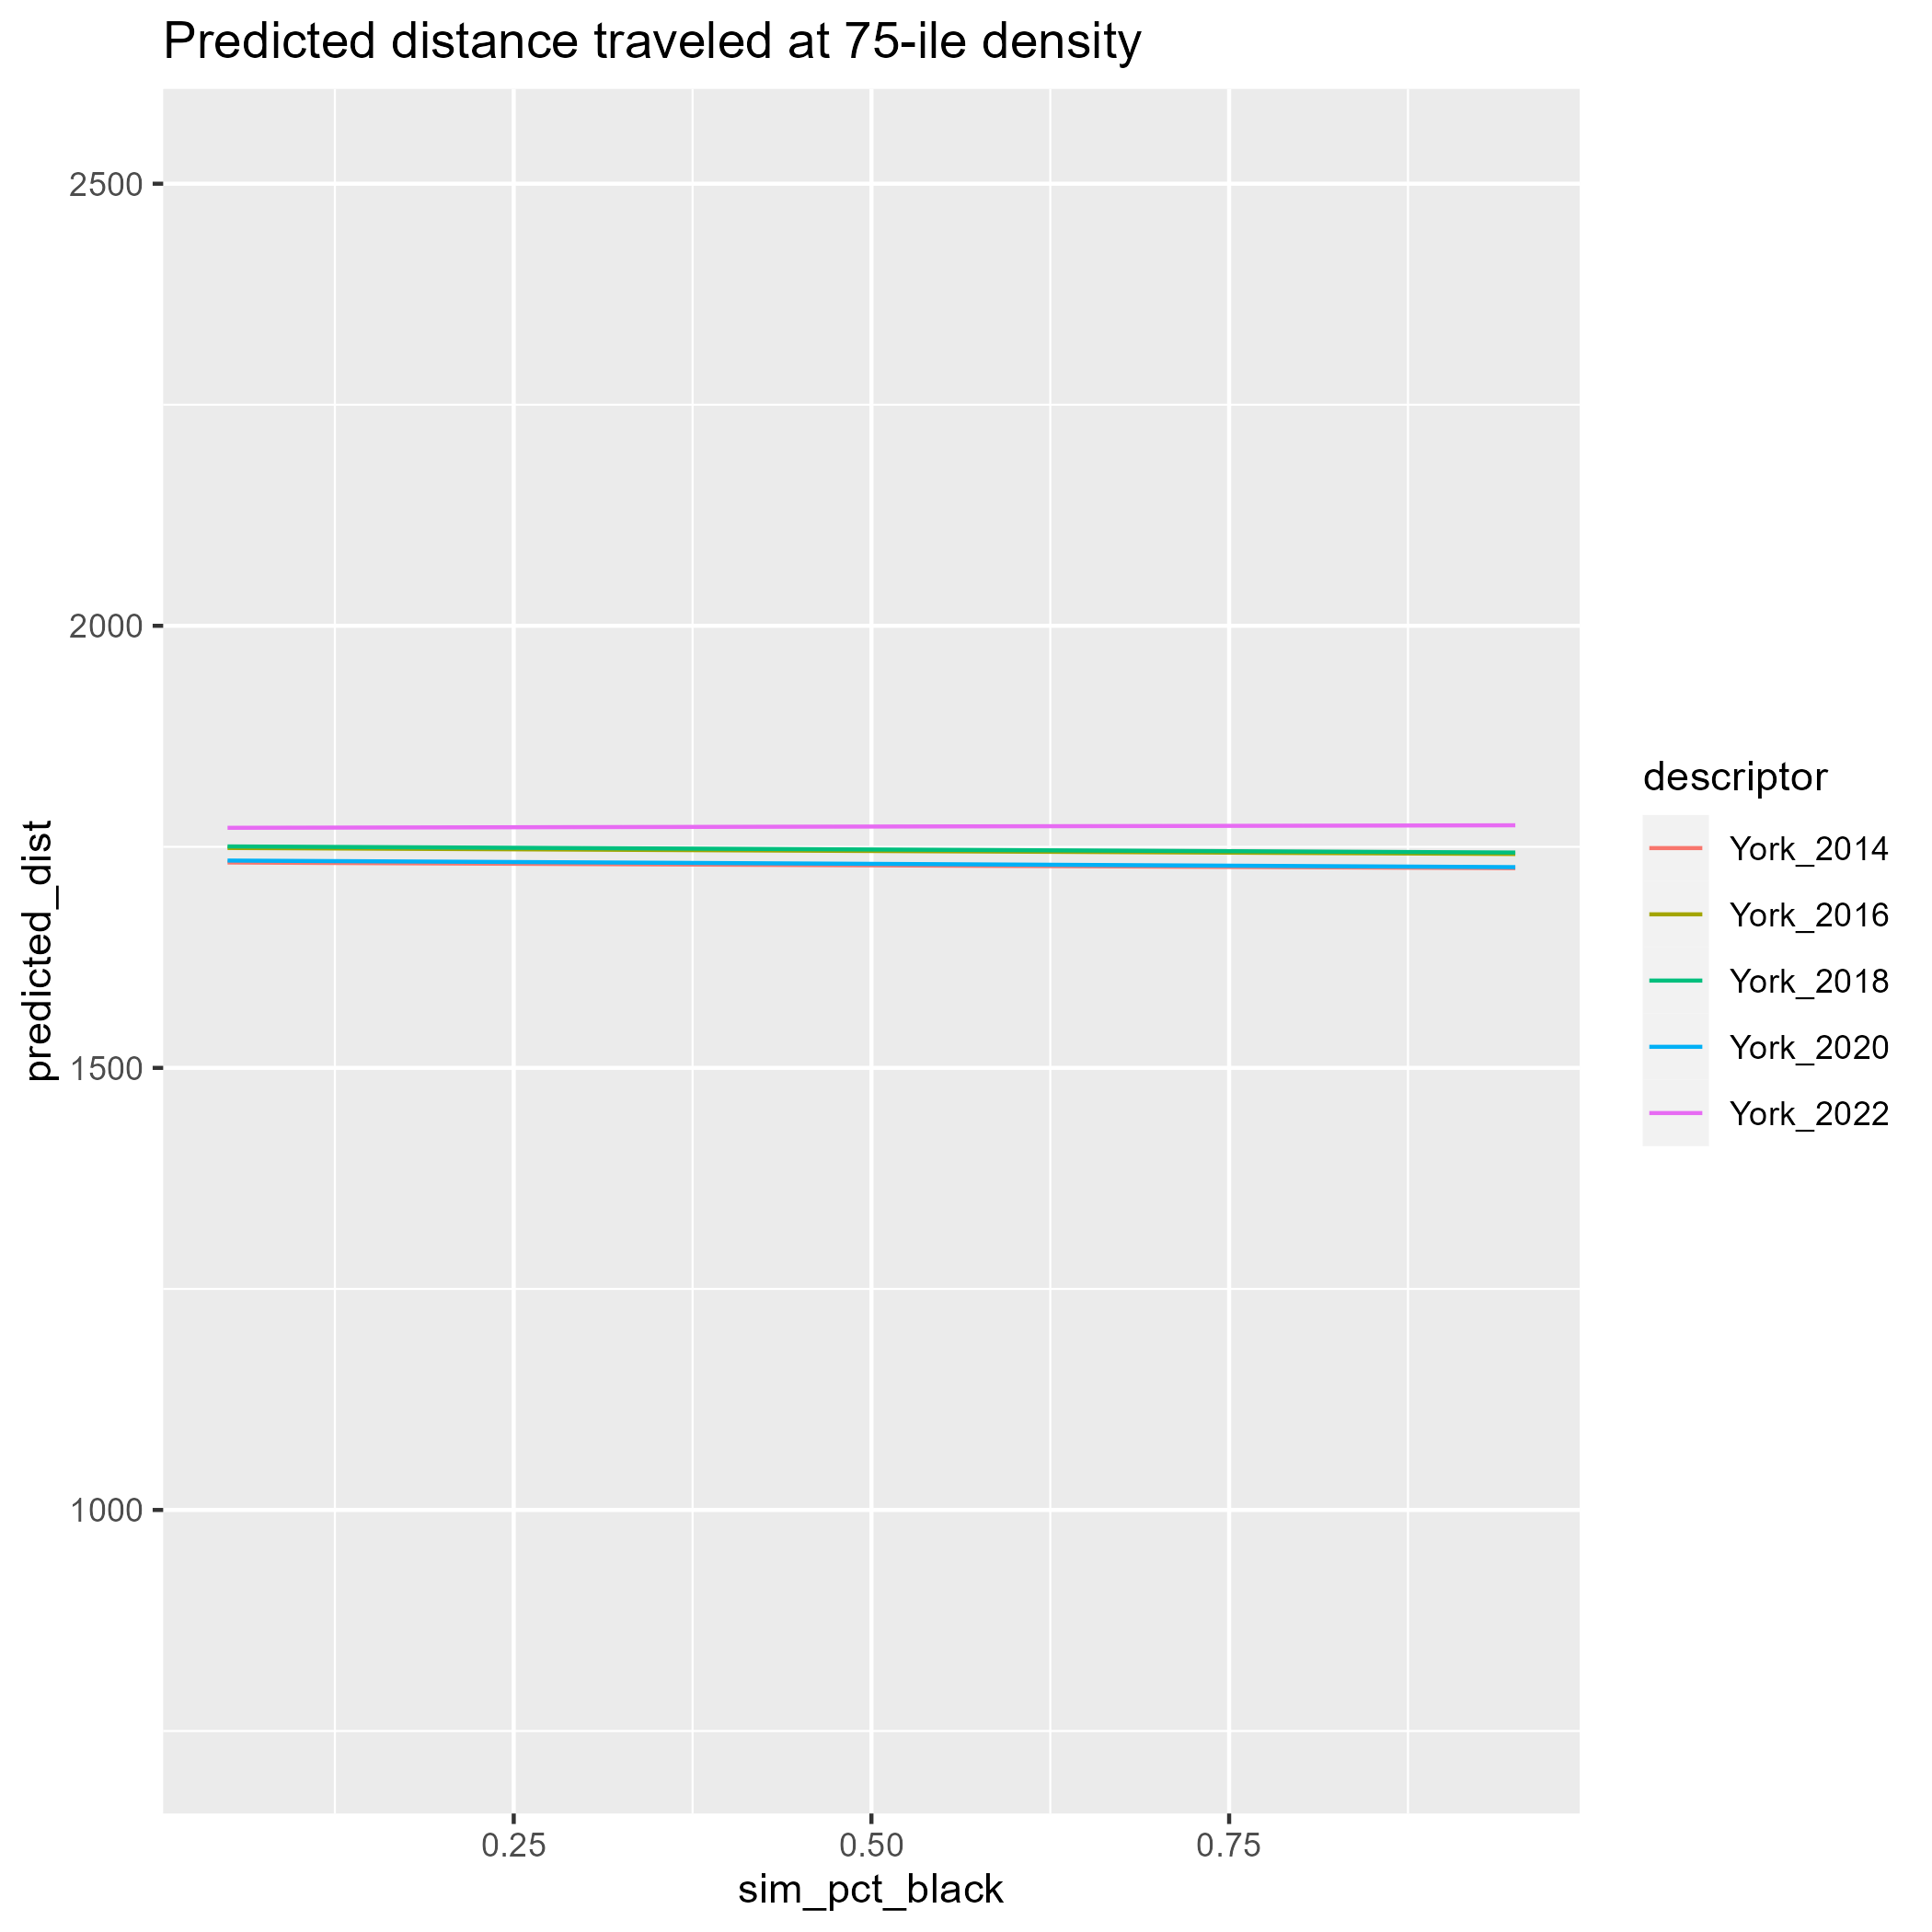 Predicted distance traveled at 75-ile density
predicted_dist
2500
2000
1500
1000
0.25 0.50 0.75
sim_pct_black
descriptor
York_2014
York_2016
York_2018
York_2020
York_2022